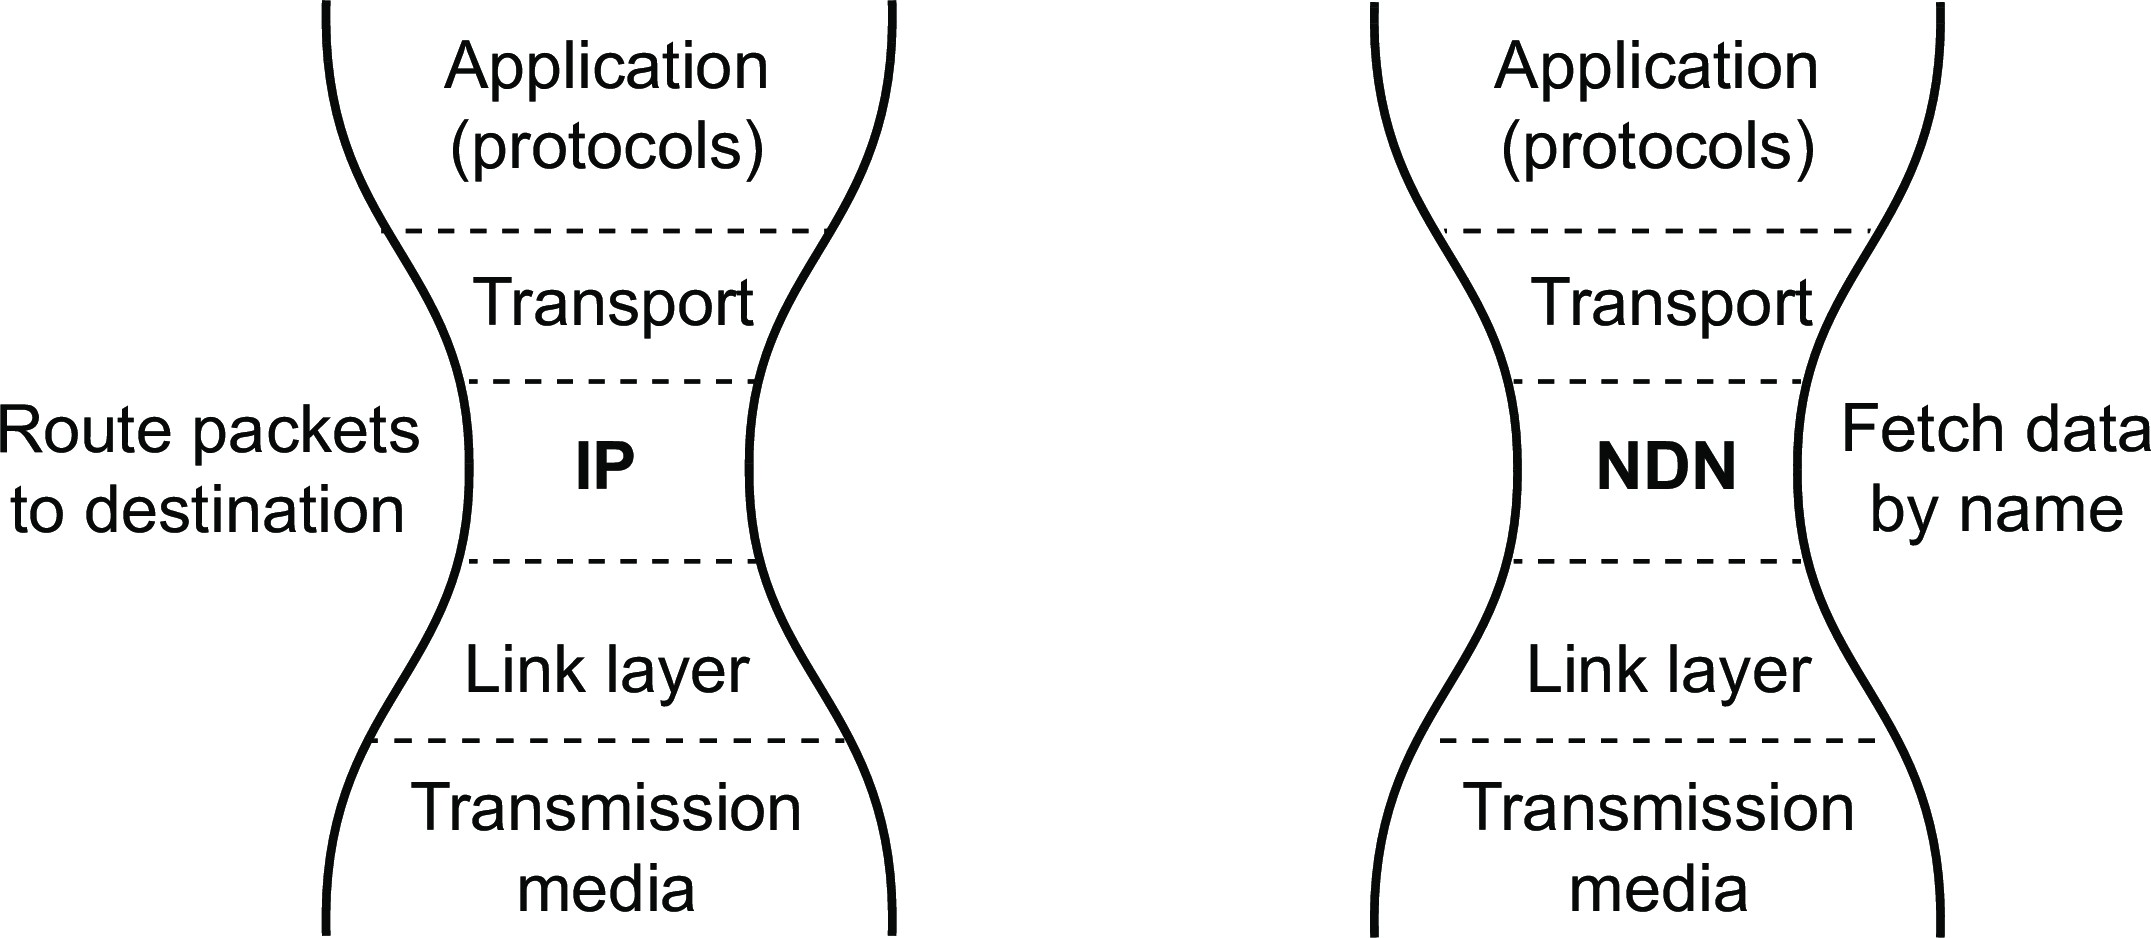 Application
(protocols)
Transport
Route packets
to destination
IP
Link layer
Transmission
media
Application
(protocols)
Transport
NDN
Fetch data
by name
Link layer
Transmission
media